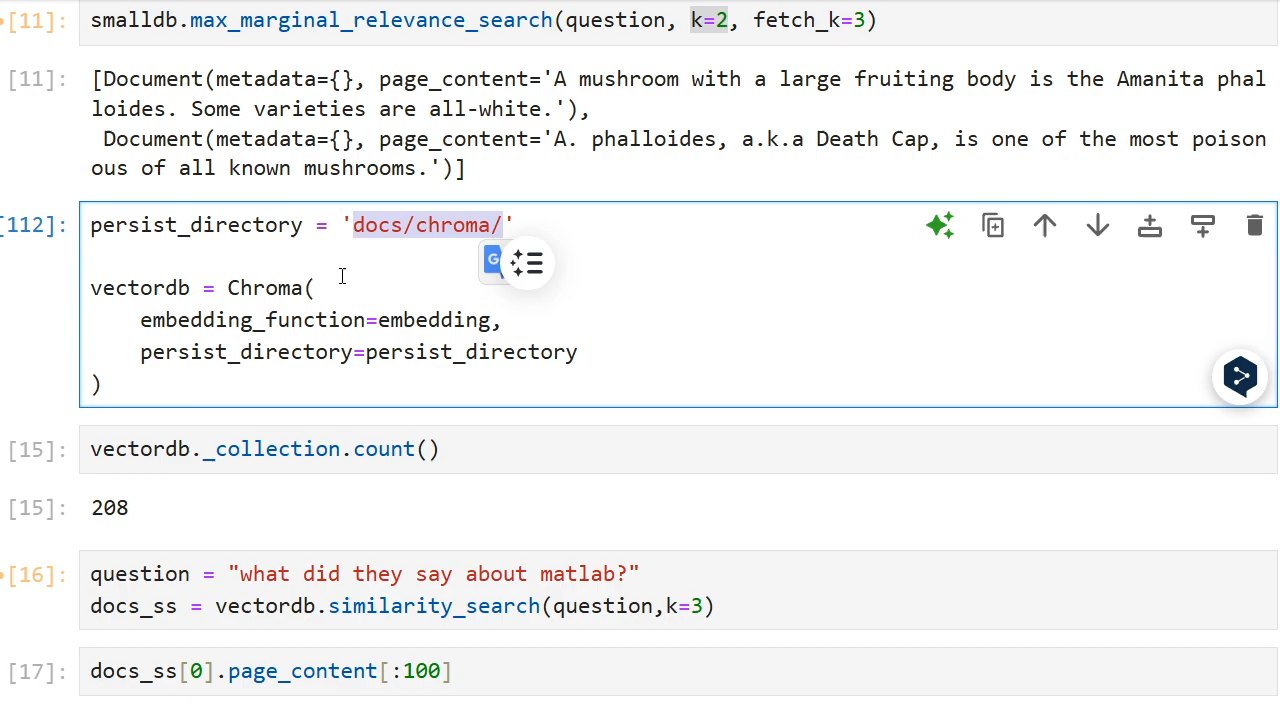 [11]: smalldb.max_marginal_relevance_search(question, k=2, fetch_k=3)
[11]: [Document(metadata={}, page_content='A mushroom with a large fruiting body is the Amanita phal
loides. Some varieties are all-white.'),
Document(metadata={}, page_content='A. phalloides, a.k.a Death Cap, is one of the most poison
ous of all known mushrooms.')]
[112]: persist_directory = 'docs/chroma/'
G
vectordb = Chroma(
embedding_function=embedding,
persist_directory=persist_directory
)
[15]: vectordb._collection.count()
[15]: 208
[16]: question = "what did they say about matlab?"
docs_ss = vectordb.similarity_search(question,k=3)
[17]: docs_ss[0].page_content[:100]